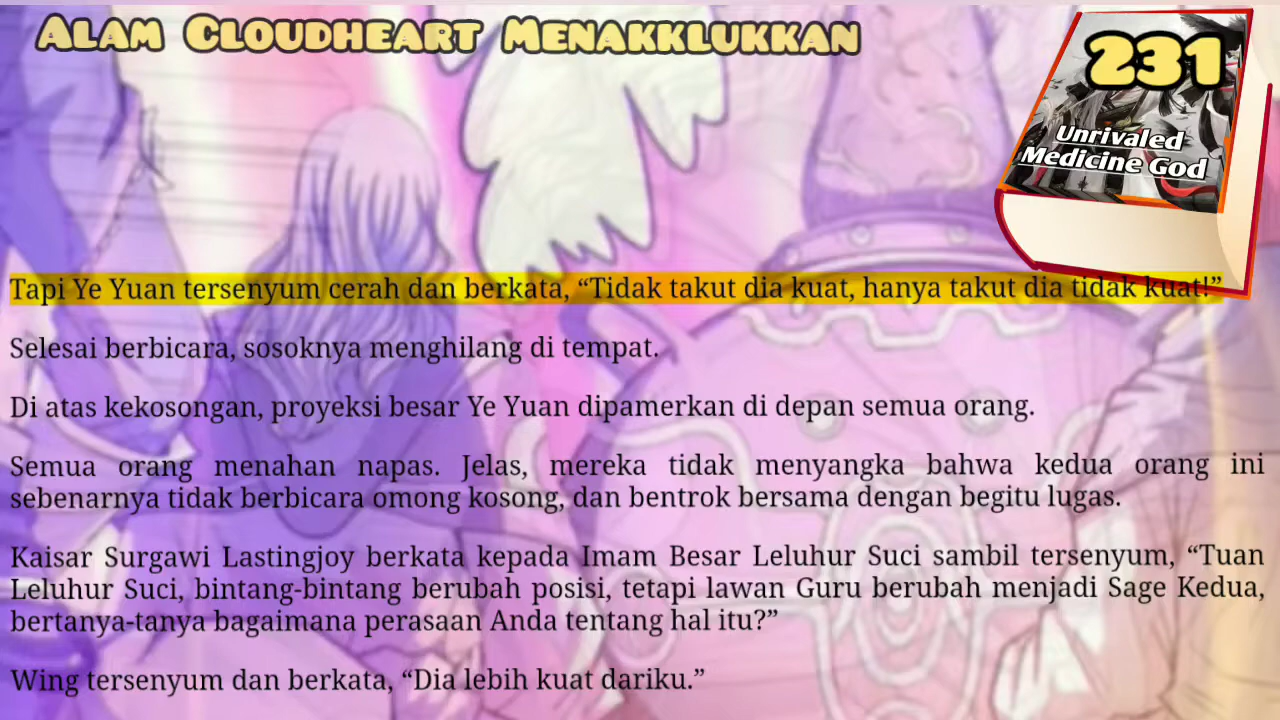 Alam Cloudheart Menakklukkan
231
Unrivaled
Medicine God
Tapi Ye Yuan tersenyum cerah dan berkata, “Tidak takut dia kuat, hanya takut dia tidak kuat!”
Selesai berbicara, sosoknya menghilang di tempat.
Di atas kekosongan, proyeksi besar Ye Yuan dipamerkan di depan semua orang.
Semua orang menahan napas. Jelas, mereka tidak menyangka bahwa kedua orang ini
sebenarnya tidak berbicara omong kosong, dan bentrok bersama dengan begitu lugas.
Kaisar Surgawi Lastingjoy berkata kepada Imam Besar Leluhur Suci sambil tersenyum, “Tuan
Leluhur Suci, bintang-bintang berubah posisi, tetapi lawan Guru berubah menjadi Sage Kedua,
bertanya-tanya bagaimana perasaan Anda tentang hal itu?”
Wing tersenyum dan berkata, “Dia lebih kuat dariku.”